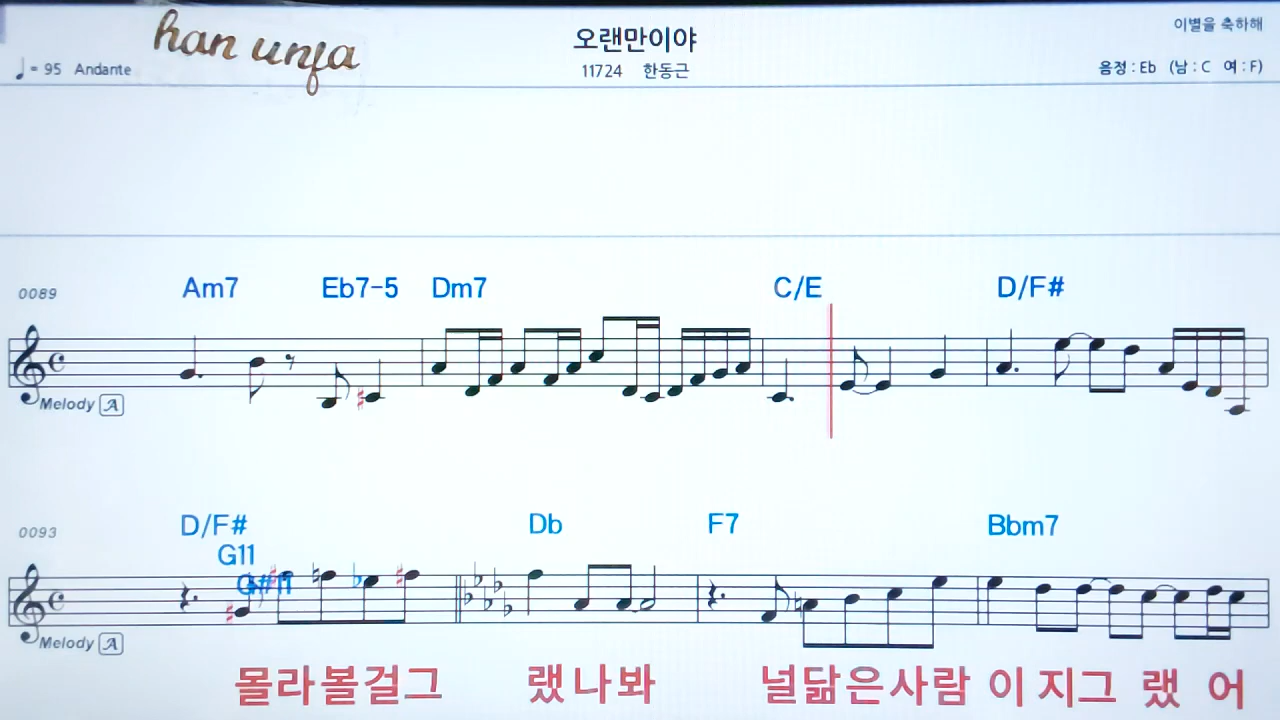 han unja
오랜만이야
이별을 축하해
♩= 95 Andante
11724 한동근
음정 : Eb (남 : C 여 : F)
0089
Am7 Eb7-5 Dm7 C/E D/F#
Melody A
0093
D/F# Db F7 Bbm7
G11
G#11
Melody A
몰라볼걸그 랬나봐 널닮은사람 이 지그 랬 어